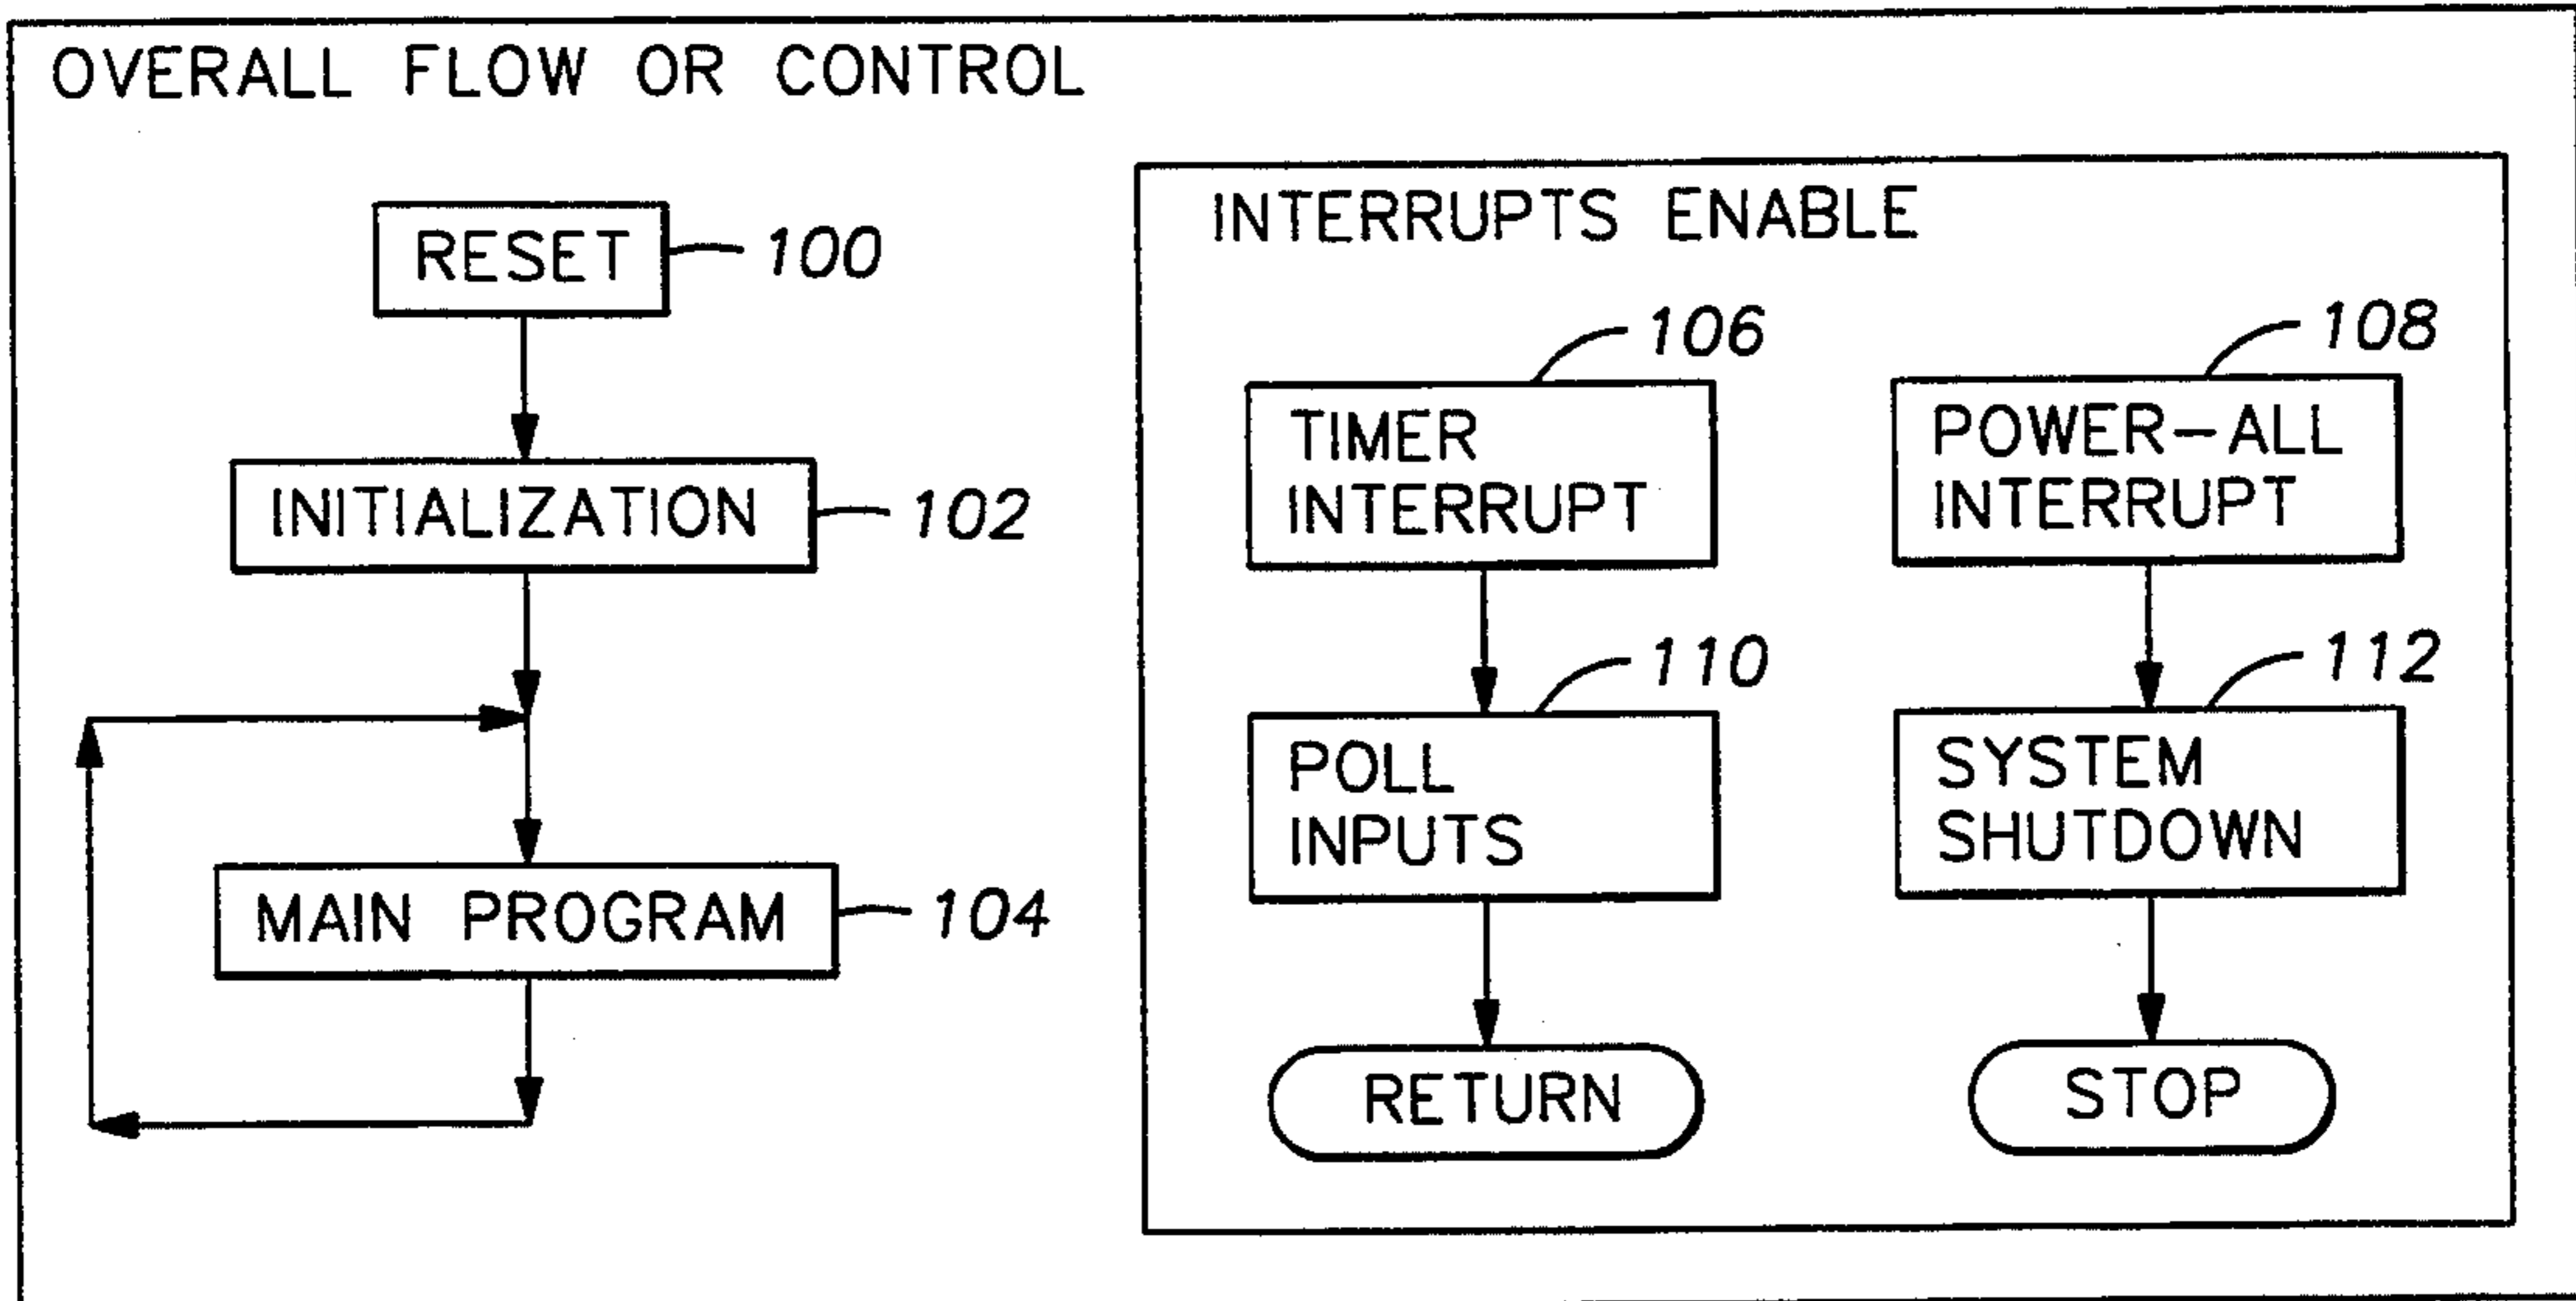 OVERALL FLOW OR CONTROL
RESET
100
INITIALIZATION
102
MAIN PROGRAM
104
INTERRUPTS ENABLE
106
TIMER
INTERRUPT
110
POLL
INPUTS
RETURN
108
POWER-ALL
INTERRUPT
112
SYSTEM
SHUTDOWN
STOP